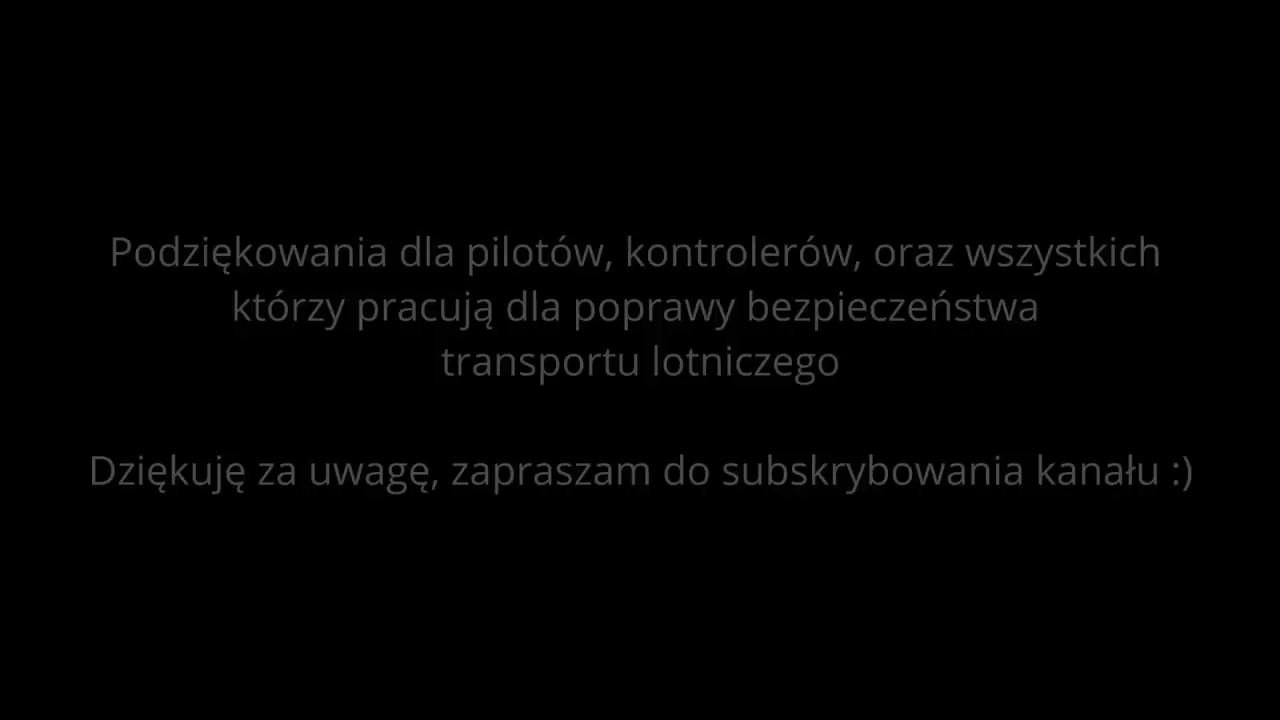 Podziękowania dla pilotów, kontrolerów, oraz wszystkich
którzy pracują dla poprawy bezpieczeństwa
transportu lotniczego
Dziękuję za uwagę, zapraszam do subskrybowania kanału :)